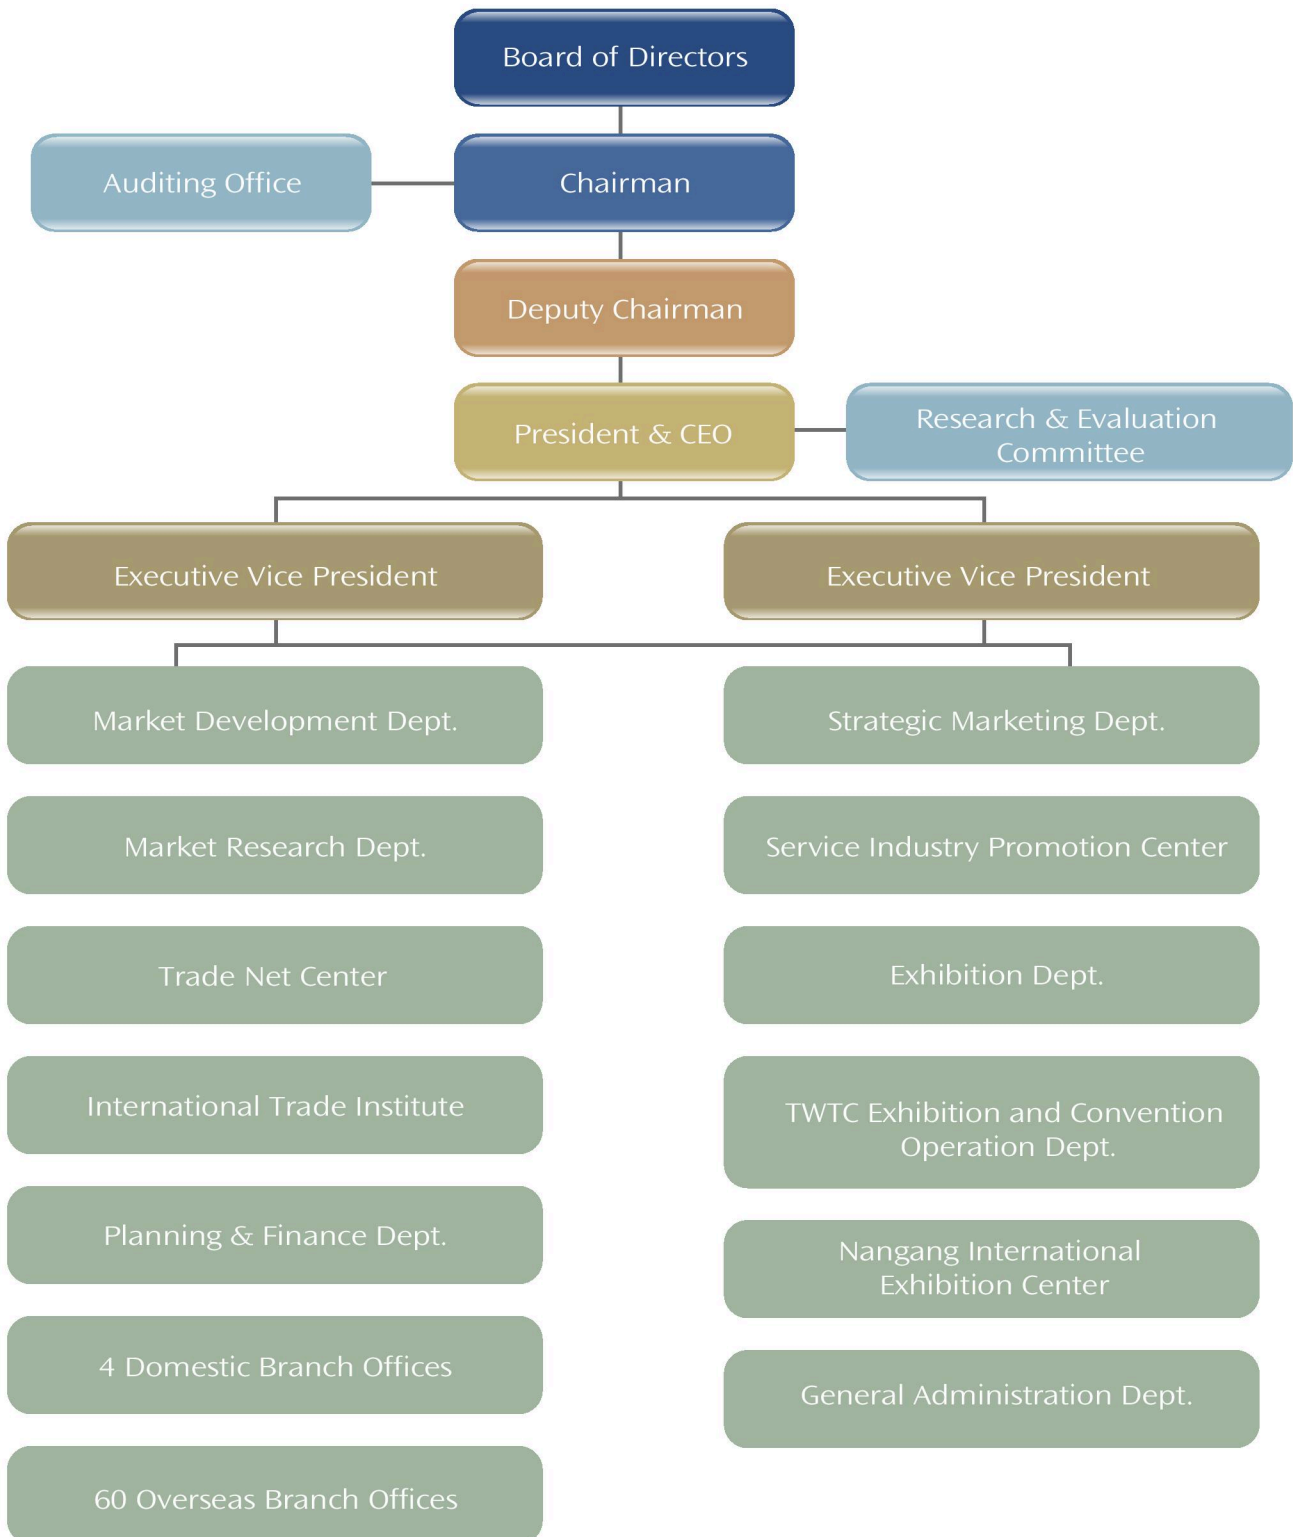 Board of Directors
Auditing Office
Chairman
Deputy Chairman
President & CEO
Research & Evaluation
Committee
Executive Vice President
Executive Vice President
Market Development Dept.
Strategic Marketing Dept.
Market Research Dept.
Service Industry Promotion Center
Trade Net Center
Exhibition Dept.
International Trade Institute
TWTC Exhibition and Convention
Operation Dept.
Planning & Finance Dept.
Nangang International
Exhibition Center
4 Domestic Branch Offices
General Administration Dept.
60 Overseas Branch Offices